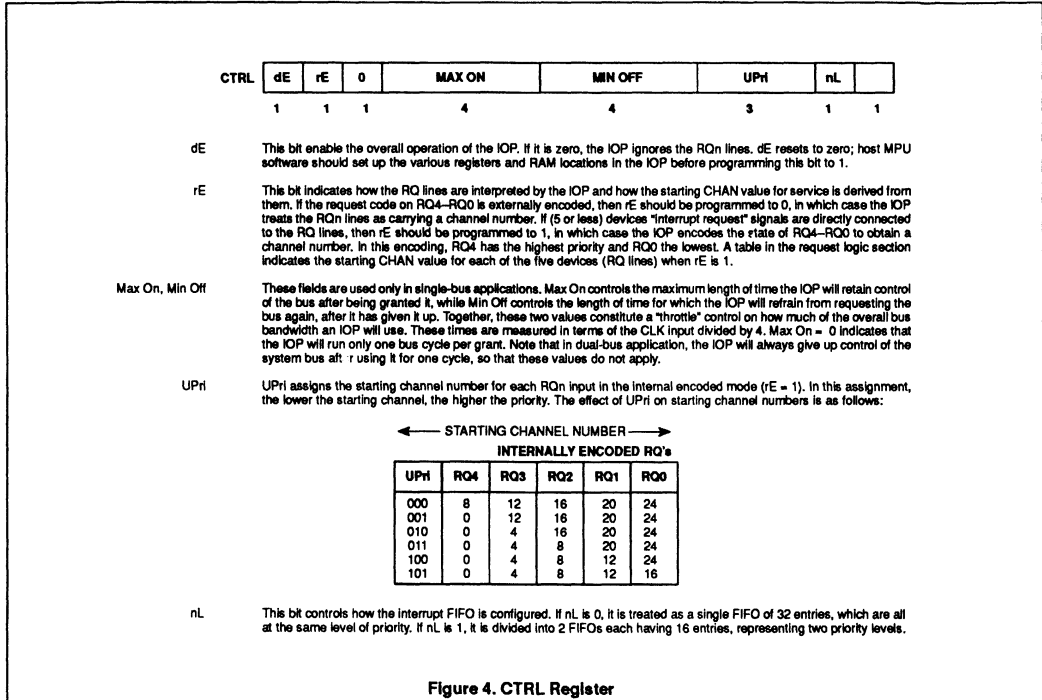 CTRL dE rE 0 MAX ON MIN OFF UPri nL
1 1 1 4 4 3 1 1
dE This bit enable the overall operation of the IOP. If it is zero, the IOP ignores the RQn lines. dE resets to zero; host MPU
software should set up the various registers and RAM locations in the IOP before programming this bit to 1.
rE This bit indicates how the RQ lines are interpreted by the IOP and how the starting CHAN value for service is derived from
them. If the request code on RQ4–RQ0 is externally encoded, then rE should be programmed to 0, in which case the IOP
treats the RQn lines as carrying a channel number. If (5 or less) devices "interrupt request" signals are directly connected
to the RQ lines, then rE should be programmed to 1, in which case the IOP encodes the state of RQ4–RQ0 to obtain a
channel number. In this encoding, RQ4 has the highest priority and RQ0 the lowest. A table in the request logic section
indicates the starting CHAN value for each of the five devices (RQ lines) when rE is 1.
Max On, Min Off These fields are used only in single-bus applications. Max On controls the maximum length of time the IOP will retain control
of the bus after being granted it, while Min Off controls the length of time for which the IOP will refrain from requesting the
bus again, after it has given it up. Together, these two values constitute a "throttle" control on how much of the overall bus
bandwidth an IOP will use. These times are measured in terms of the CLK input divided by 4. Max On = 0 indicates that
the IOP will run only one bus cycle per grant. Note that in dual-bus application, the IOP will always give up control of the
system bus after using it for one cycle, so that these values do not apply.
UPri UPri assigns the starting channel number for each RQn input in the internal encoded mode (rE = 1). In this assignment,
the lower the starting channel, the higher the priority. The effect of UPri on starting channel numbers is as follows:
STARTING CHANNEL NUMBER
INTERNALLY ENCODED RQ's
UPri RQ4 RQ3 RQ2 RQ1 RQ0
000 8 12 16 20 24
001 0 12 16 20 24
010 0 4 16 20 24
011 0 4 8 20 24
100 0 4 8 12 24
101 0 4 8 12 16
nL This bit controls how the interrupt FIFO is configured. If nL is 0, it is treated as a single FIFO of 32 entries, which are all
at the same level of priority. If nL is 1, it is divided into 2 FIFOs each having 16 entries, representing two priority levels.
Figure 4. CTRL Register